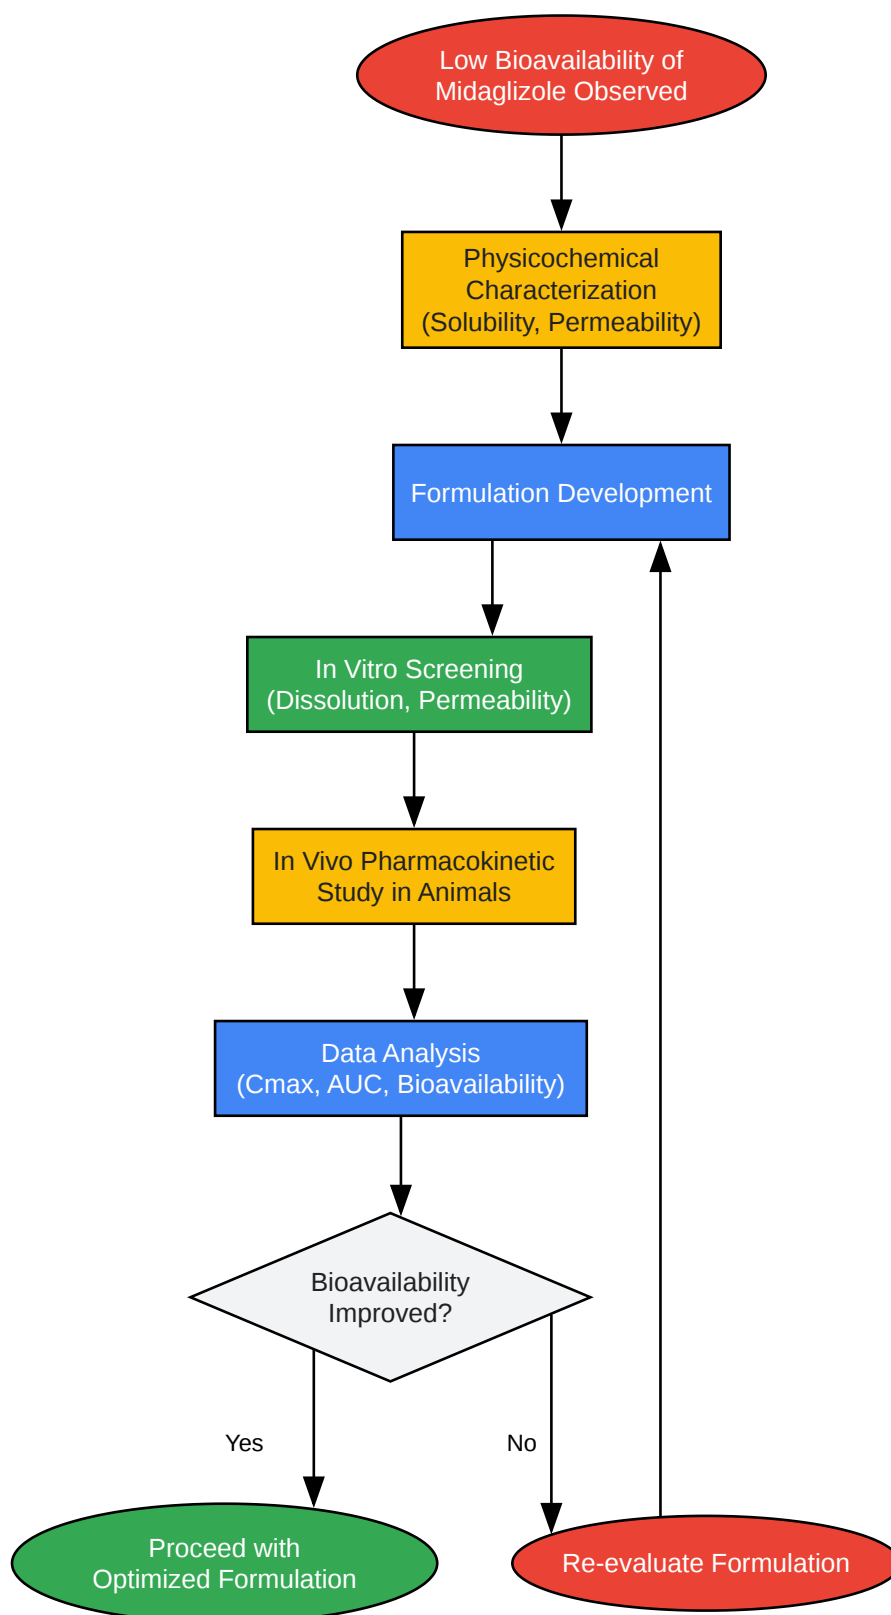 Low Bioavailability of
Midaglizole Observed
Physicochemical
Characterization
(Solubility, Permeability)
Formulation Development
In Vitro Screening
(Dissolution, Permeability)
In Vivo Pharmacokinetic
Study in Animals
Data Analysis
(Cmax, AUC, Bioavailability)
Bioavailability
Improved?
Yes
No
Proceed with
Optimized Formulation
Re-evaluate Formulation